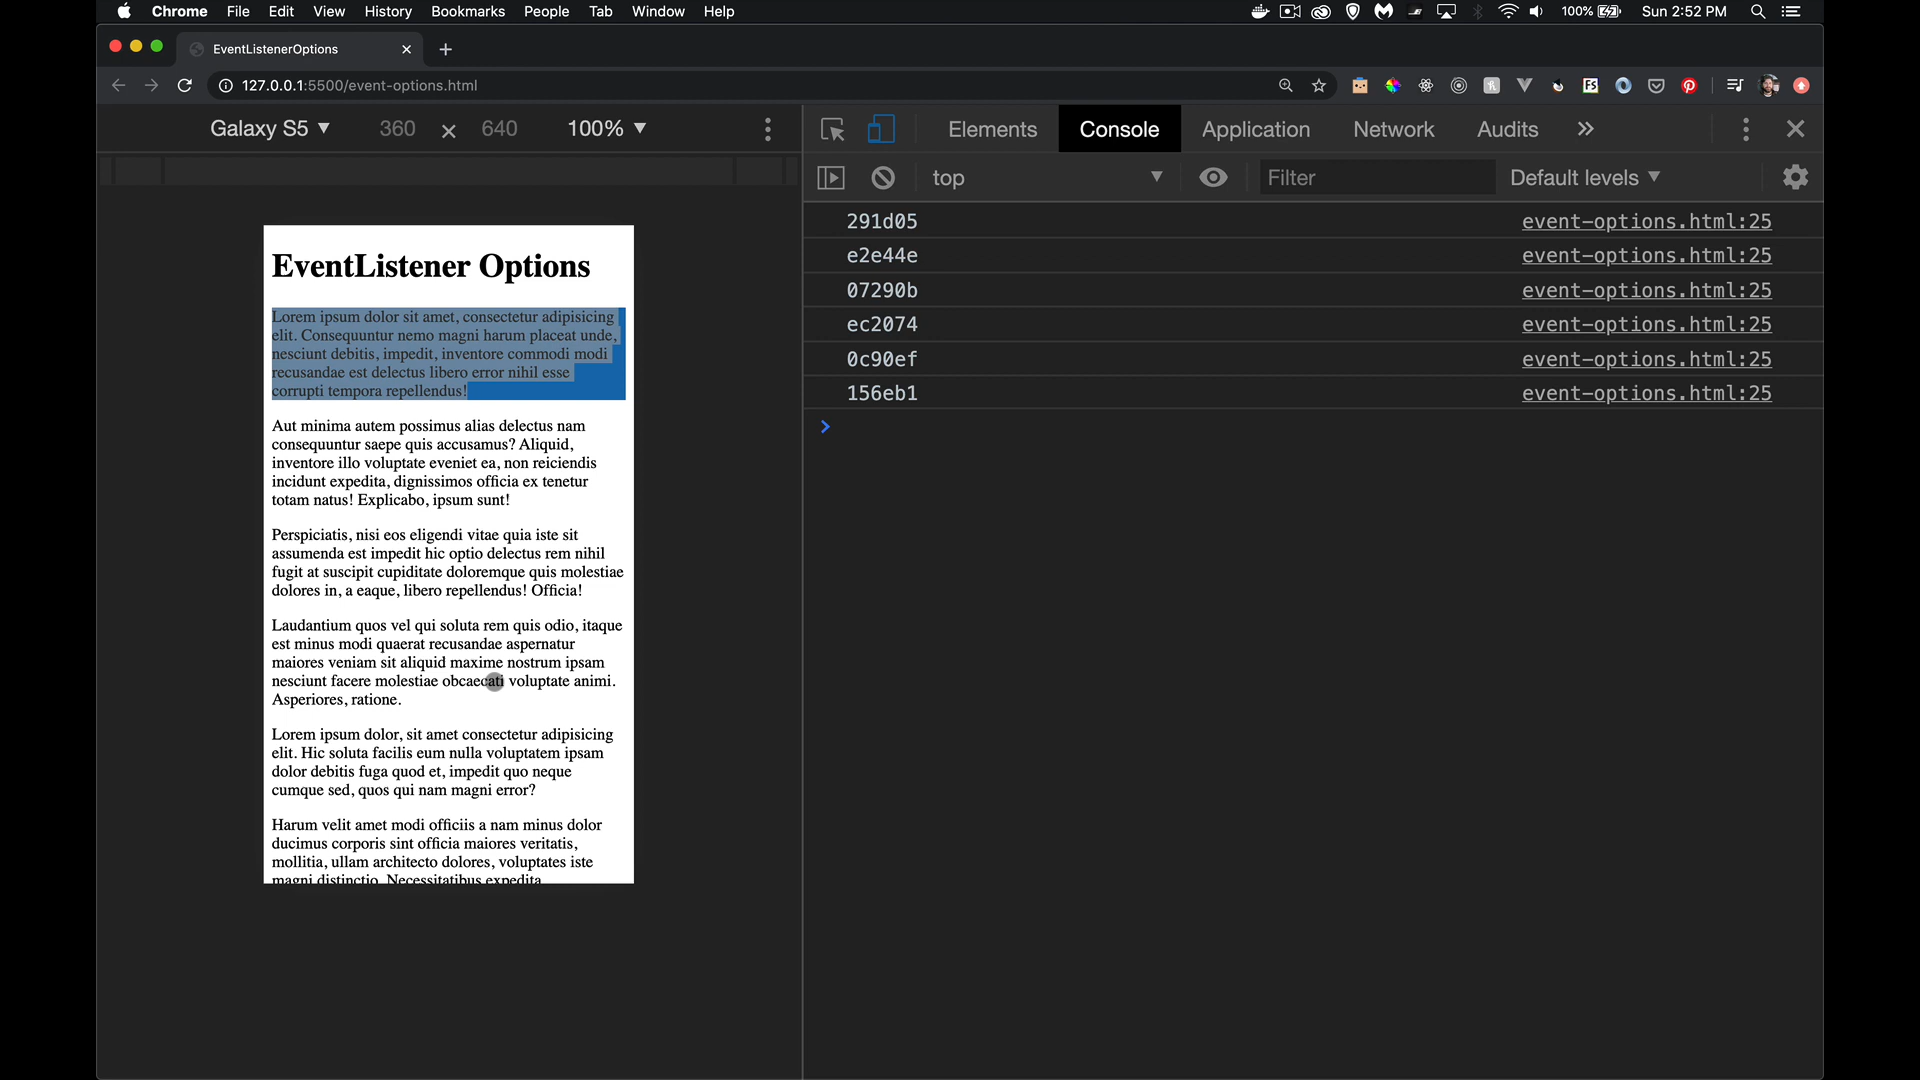 Chrome File Edit View History Bookmarks People Tab Window Help 100% Sun 2:52 PM
EventListenerOptions
127.0.0.1:5500/event-options.html
Galaxy S5 360 × 640 100%
Elements Console Application Network Audits
top Filter Default levels
291d05 event-options.html:25
e2e44e event-options.html:25
07290b event-options.html:25
ec2074 event-options.html:25
0c90ef event-options.html:25
156eb1 event-options.html:25
EventListener Options
Lorem ipsum dolor sit amet, consectetur adipisicing
elit. Consequuntur nemo magni harum placeat unde,
nesciunt debitis, impedit, inventore commodi modi
recusandae est delectus libero error nihil esse
corrupti tempora repellendus!
Aut minima autem possimus alias delectus nam
consequuntur saepe quis accusamus? Aliquid,
inventore illo voluptate eveniet ea, non reiciendis
incidunt expedita, dignissimos officia ex tenetur
totam natus! Explicabo, ipsum sunt!
Perspiciatis, nisi eos eligendi vitae quia iste sit
assumenda est impedit hic optio delectus rem nihil
fugit at suscipit cupiditate doloremque quis molestiae
dolores in, a eaque, libero repellendus! Officia!
Laudantium quos vel qui soluta rem quis odio, itaque
est minus modi quaerat recusandae aspernatur
maiores veniam sit aliquid maxime nostrum ipsam
nesciunt facere molestiae obcaecati voluptate animi.
Asperiores, ratione.
Lorem ipsum dolor, sit amet consectetur adipisicing
elit. Hic soluta facilis eum nulla voluptatem ipsam
dolor debitis fuga quod et, impedit quo neque
cumque sed, quos qui nam magni error?
Harum velit amet modi officiis a nam minus dolor
ducimus corporis sint officia maiores veritatis,
mollitia, ullam architecto dolores, voluptates iste
magni distinctio. Necessitatibus expedita